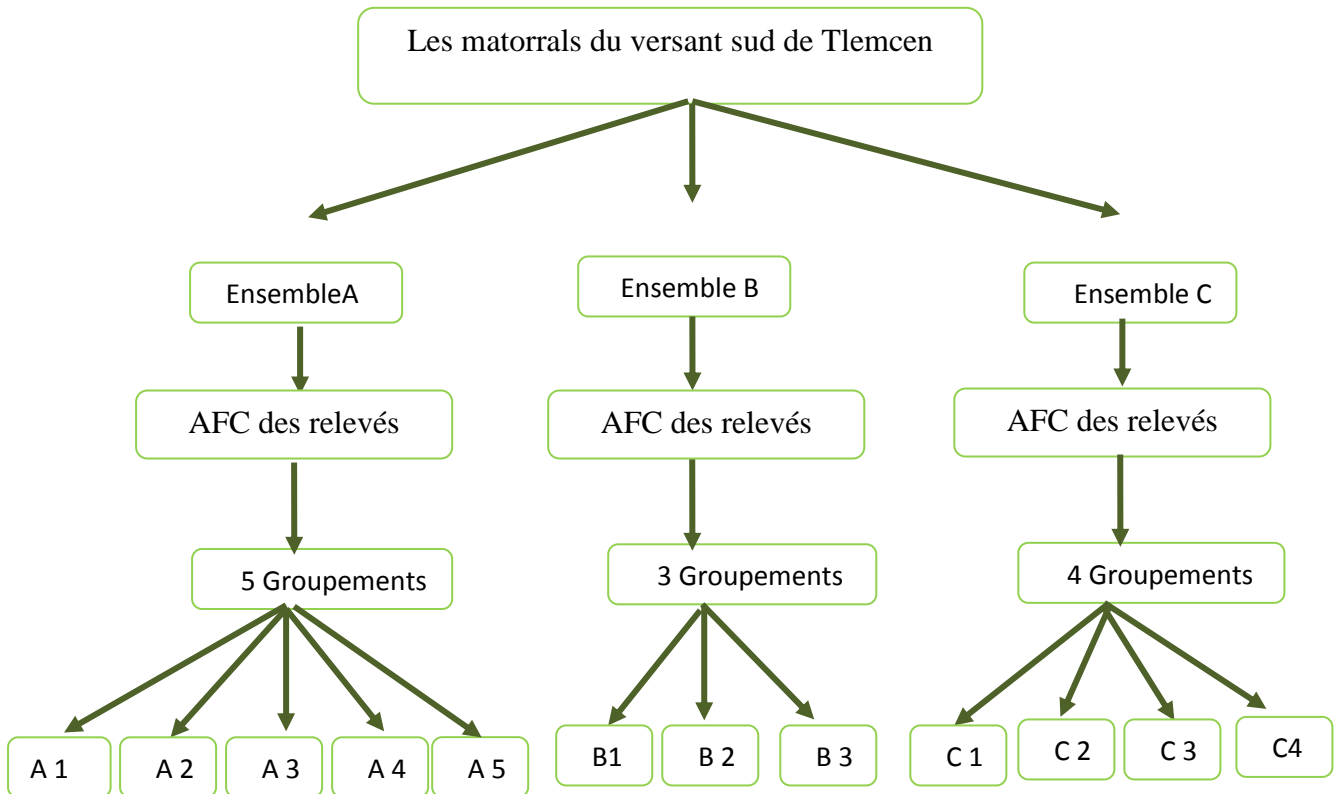 Les matorrals du versant sud de Tlemcen
EnsembleA
Ensemble B
Ensemble C
AFC des relevés
AFC des relevés
AFC des relevés
5 Groupements
3 Groupements
4 Groupements
A 1
A 2
A 3
A 4
A 5
B1
B 2
B 3
C 1
C 2
C 3
C4